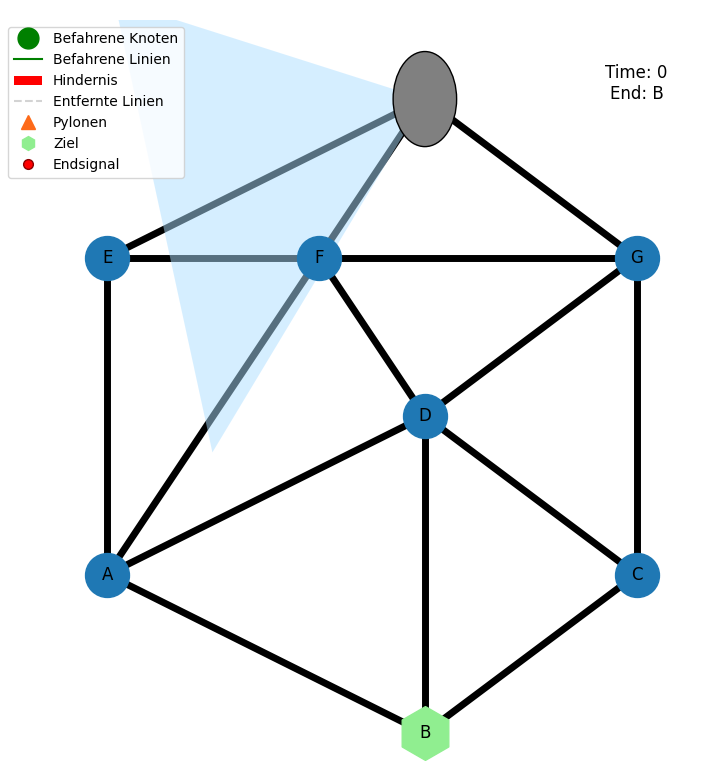 Befahrene Knoten
Befahrene Linien
Hindernis
Entfernte Linien
Pylonen
Ziel
Endsignal
Time: 0
End: B
E
F
G
D
A
C
B